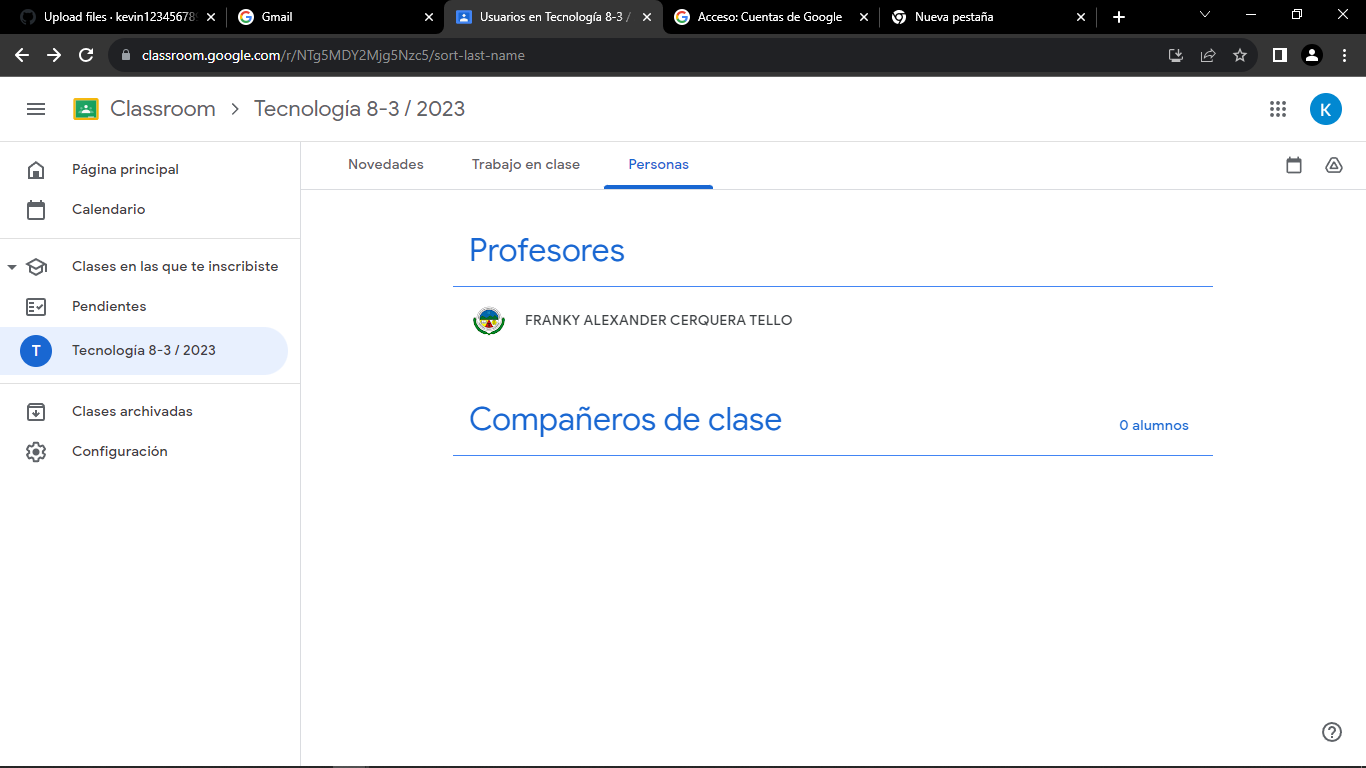 Upload files · kevin123456789
Gmail
Usuarios en Tecnología 8-3 /
Acceso: Cuentas de Google
Nueva pestaña
classroom.google.com/r/NTg5MDY2Mjg5Nzc5/sort-last-name
Classroom > Tecnología 8-3 / 2023
K
Página principal
Calendario
Clases en las que te inscribiste
Pendientes
T Tecnología 8-3 / 2023
Clases archivadas
Configuración
Novedades Trabajo en clase Personas
Profesores
FRANKY ALEXANDER CERQUERA TELLO
Compañeros de clase 0 alumnos